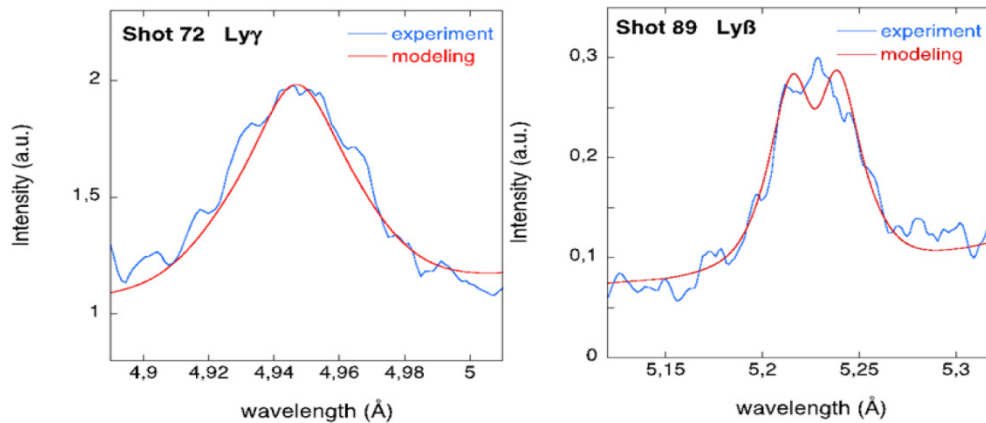 Shot 72 Lyγ
experiment
modeling
2
1,5
1
Intensity (a.u.)
4,9 4,92 4,94 4,96 4,98 5
wavelength (Å)
Shot 89 Lyß
experiment
modeling
0,3
0,2
0,1
0
Intensity (a.u.)
5,15 5,2 5,25 5,3
wavelength (Å)